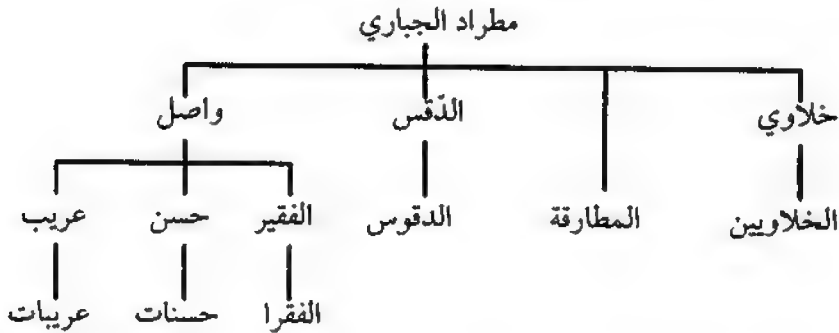 مطراد الجباري
خلاوي الدّقس واصل
الخلاويين المطارقة الدقوس الفقير حسن عريب
الفقرا حسنات عريبات